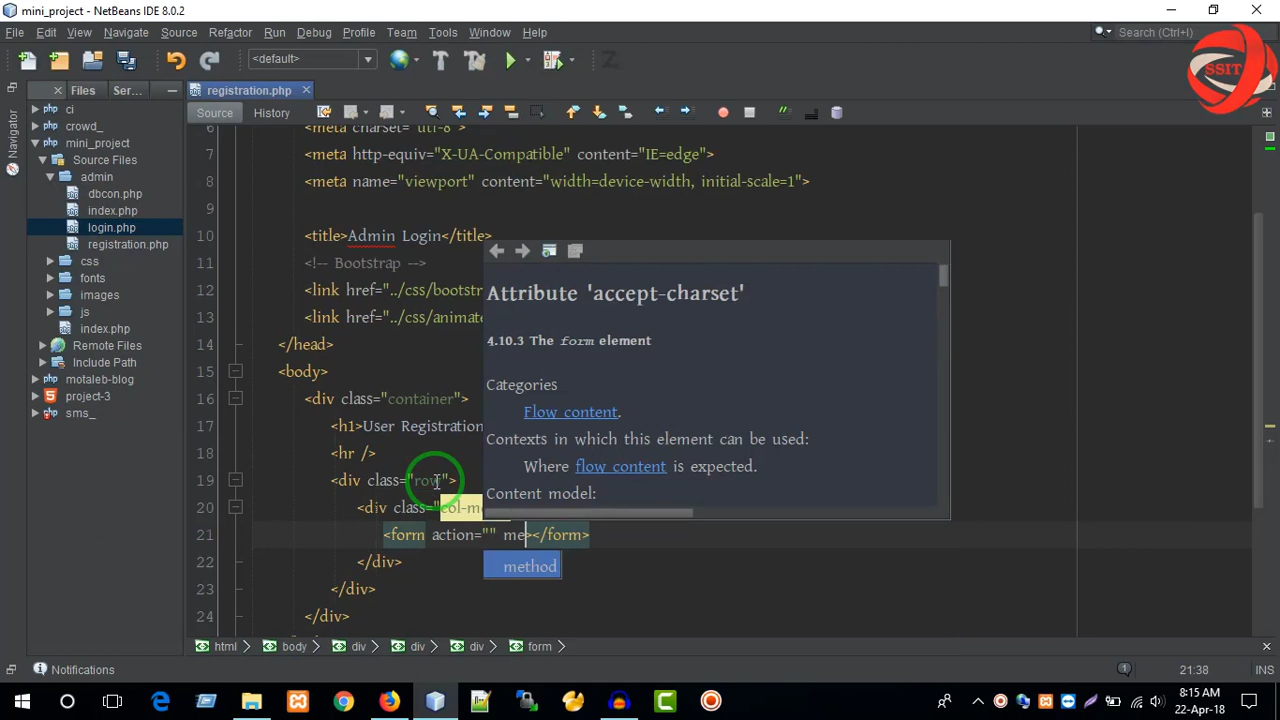 mini_project - NetBeans IDE 8.0.2
File Edit View Navigate Source Refactor Run Debug Profile Team Tools Window Help
Search (Ctrl+I)
<default>
SSIT
Files Ser...
registration.php
Source History
Navigator
ci
crowd_
mini_project
Source Files
admin
dbcon.php
index.php
login.php
registration.php
css
fonts
images
js
index.php
Remote Files
Include Path
motaleb-blog
project-3
sms_
6 <meta charset="utf-8">
7 <meta http-equiv="X-UA-Compatible" content="IE=edge">
8 <meta name="viewport" content="width=device-width, initial-scale=1">
9
10 <title>Admin Login</title>
11 <!-- Bootstrap -->
12 <link href="../css/bootstr
13 <link href="../css/animate
14 </head>
15 <body>
16 <div class="container">
17 <h1>User Registration
18 <hr />
19 <div class="row">
20 <div class="col-m
21 <form action="" me></form>
22 </div>
23 </div>
24 </div>
Attribute 'accept-charset'
4.10.3 The form element
Categories
Flow content.
Contexts in which this element can be used:
Where flow content is expected.
Content model:
method
html body div div div form
Notifications
21:38 INS
8:15 AM
22-Apr-18